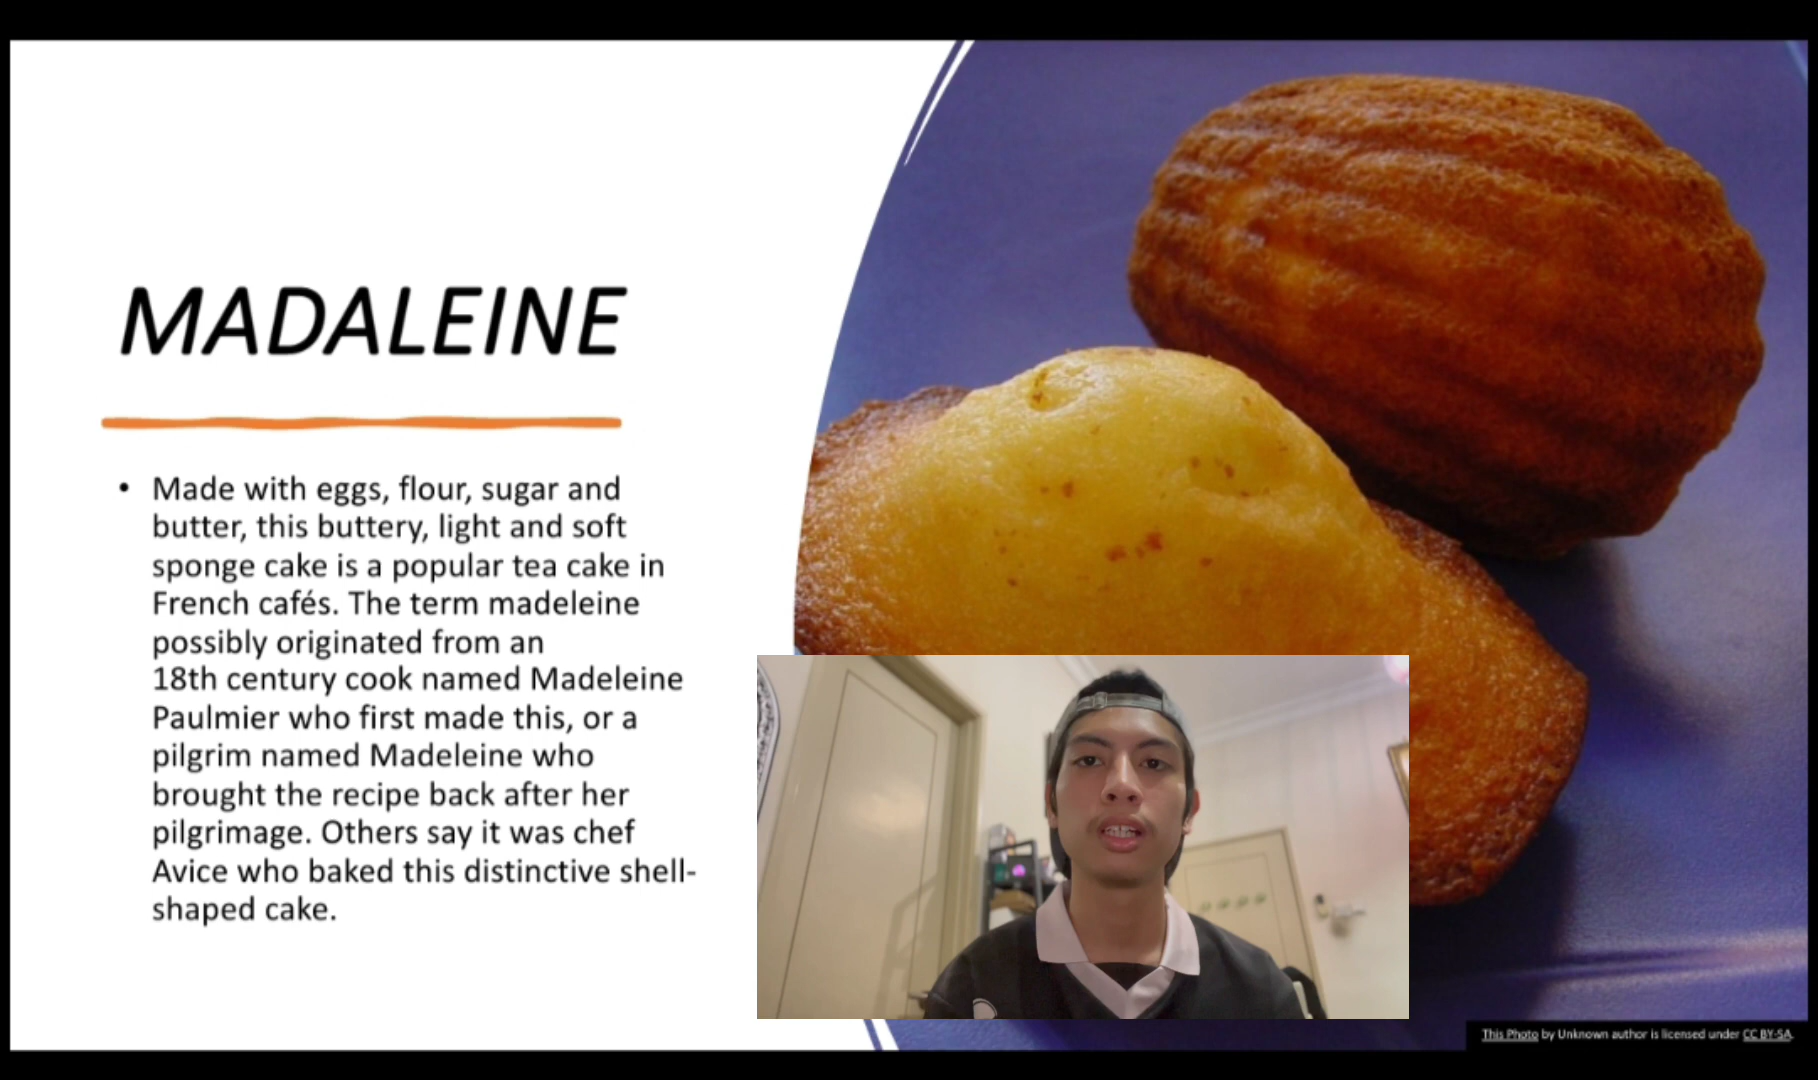 MADALEINE
• Made with eggs, flour, sugar and
butter, this buttery, light and soft
sponge cake is a popular tea cake in
French cafés. The term madeleine
possibly originated from an
18th century cook named Madeleine
Paulmier who first made this, or a
pilgrim named Madeleine who
brought the recipe back after her
pilgrimage. Others say it was chef
Avice who baked this distinctive shell-
shaped cake.
This Photo by Unknown author is licensed under CC BY-SA.